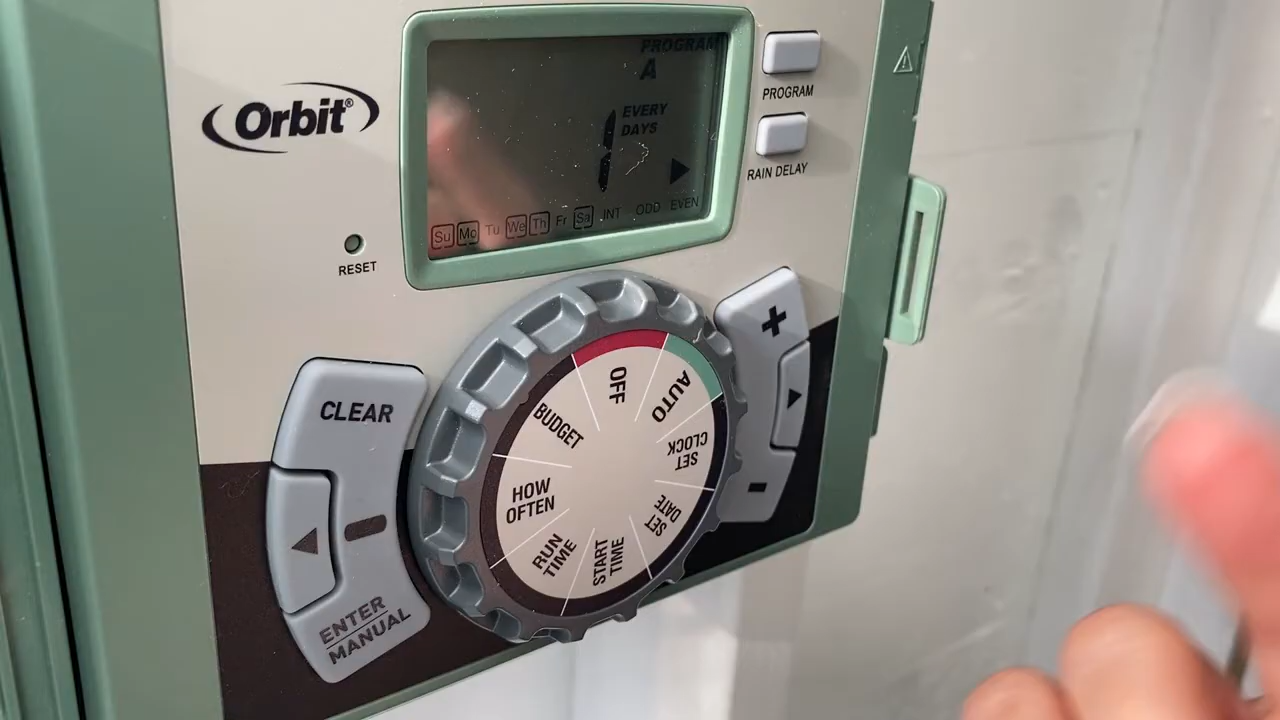 Orbit®
PROGRAM
A
1 EVERY
DAYS
Su Mo Tu We Th Fr Sa INT ODD EVEN
PROGRAM
RAIN DELAY
RESET
CLEAR
ENTER
MANUAL
+
-
OFF
AUTO
SET
CLOCK
SET
DATE
START
TIME
RUN
TIME
HOW
OFTEN
BUDGET